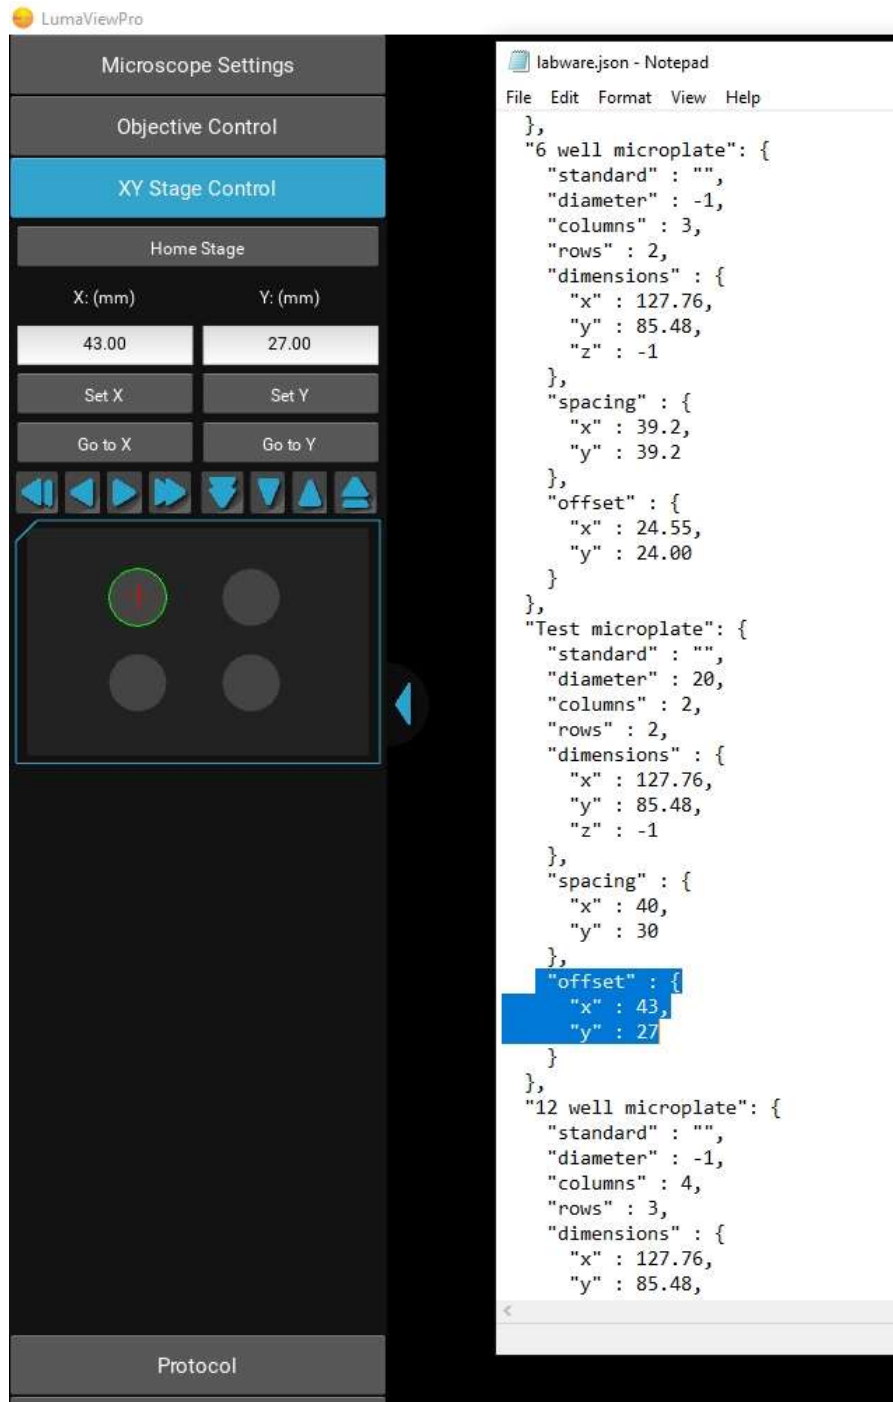 LumaViewPro
Microscope Settings
Objective Control
XY Stage Control
Home Stage
X: (mm) Y: (mm)
43.00 27.00
Set X Set Y
Go to X Go to Y
Protocol
labware.json - Notepad
File Edit Format View Help
},
"6 well microplate": {
"standard" : "",
"diameter" : -1,
"columns" : 3,
"rows" : 2,
"dimensions" : {
"x" : 127.76,
"y" : 85.48,
"z" : -1
},
"spacing" : {
"x" : 39.2,
"y" : 39.2
},
"offset" : {
"x" : 24.55,
"y" : 24.00
}
},
"Test microplate": {
"standard" : "",
"diameter" : 20,
"columns" : 2,
"rows" : 2,
"dimensions" : {
"x" : 127.76,
"y" : 85.48,
"z" : -1
},
"spacing" : {
"x" : 40,
"y" : 30
},
"offset" : {
"x" : 43,
"y" : 27
}
},
"12 well microplate": {
"standard" : "",
"diameter" : -1,
"columns" : 4,
"rows" : 3,
"dimensions" : {
"x" : 127.76,
"y" : 85.48,